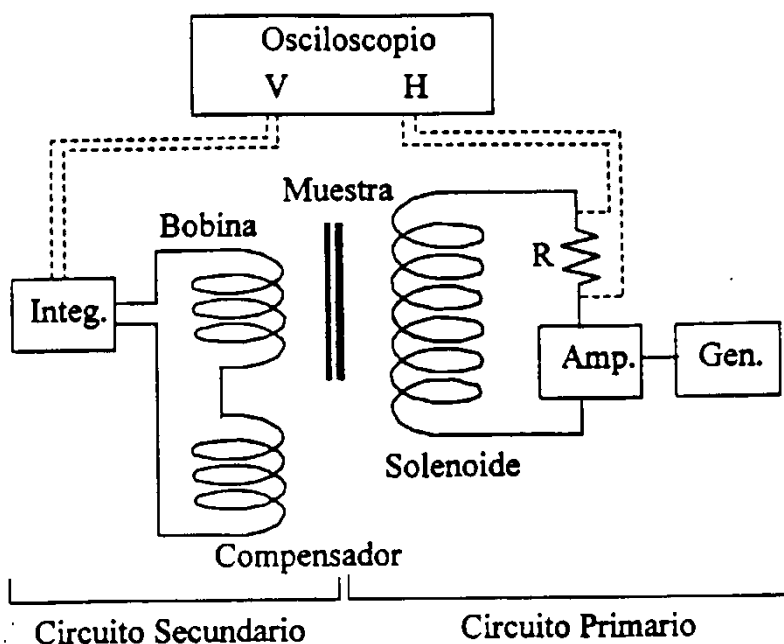 Osciloscopio
V H
Muestra
Bobina
R
Integ.
Amp.
Gen.
Solenoide
Compensador
Circuito Secundario
Circuito Primario